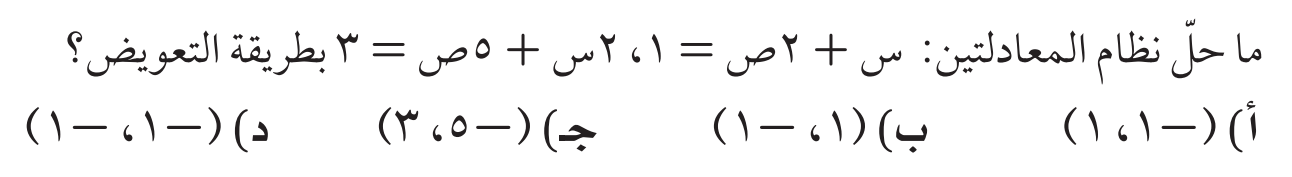 ما حلّ نظام المعادلتين: س + ٢ص = ١، ٢س + ٥ص = ٣ بطريقة التعويض؟
أ) (−١، ١) ب) (١، −١) جـ) (−٥، ٣) د) (−١، −١)